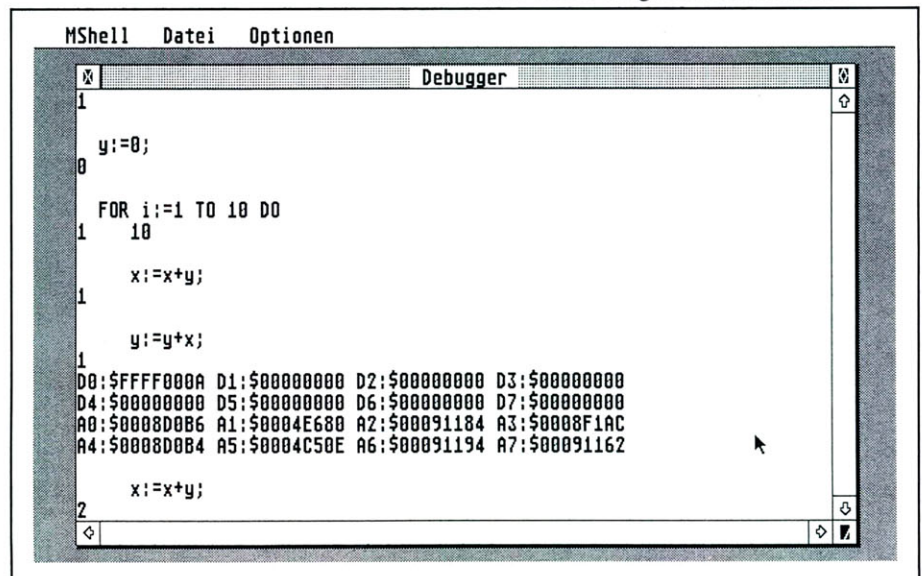 MShell Datei Optionen
Debugger
1
y:=0;
0
FOR i:=1 TO 10 DO
1 10
x:=x+y;
1
y:=y+x;
1
D0:$FFFF000A D1:$00000000 D2:$00000000 D3:$00000000
D4:$00000000 D5:$00000000 D6:$00000000 D7:$00000000
A0:$0008D0B6 A1:$0004E680 A2:$00091184 A3:$0008F1AC
A4:$0008D0B4 A5:$0004C50E A6:$00091194 A7:$00091162
x:=x+y;
2